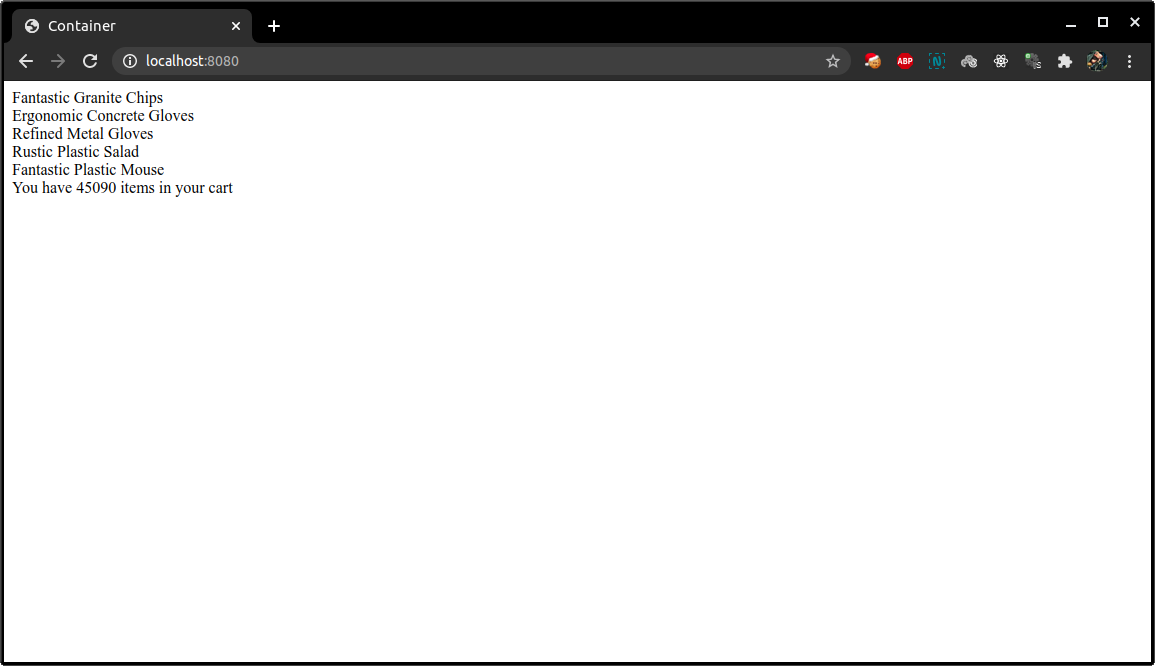 Container
localhost:8080
ABP
N
S
Fantastic Granite Chips
Ergonomic Concrete Gloves
Refined Metal Gloves
Rustic Plastic Salad
Fantastic Plastic Mouse
You have 45090 items in your cart